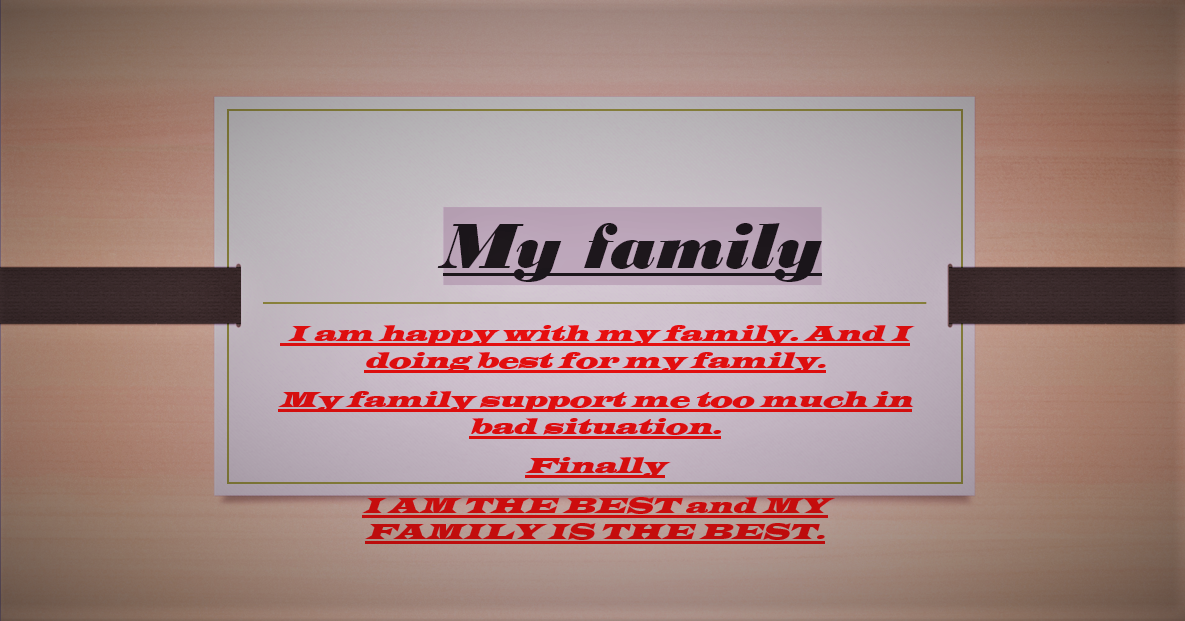 My family
I am happy with my family. And I
doing best for my family.
My family support me too much in
bad situation.
Finally
I AM THE BEST and MY
FAMILY IS THE BEST.